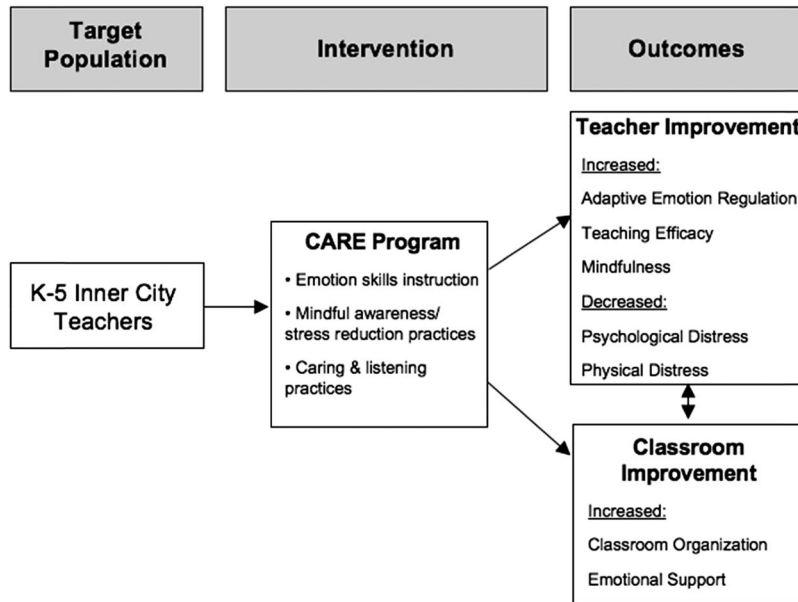 Target
Population
Intervention
Outcomes
K-5 Inner City
Teachers
CARE Program
• Emotion skills instruction
• Mindful awareness/
stress reduction practices
• Caring & listening
practices
Teacher Improvement
Increased:
Adaptive Emotion Regulation
Teaching Efficacy
Mindfulness
Decreased:
Psychological Distress
Physical Distress
Classroom
Improvement
Increased:
Classroom Organization
Emotional Support